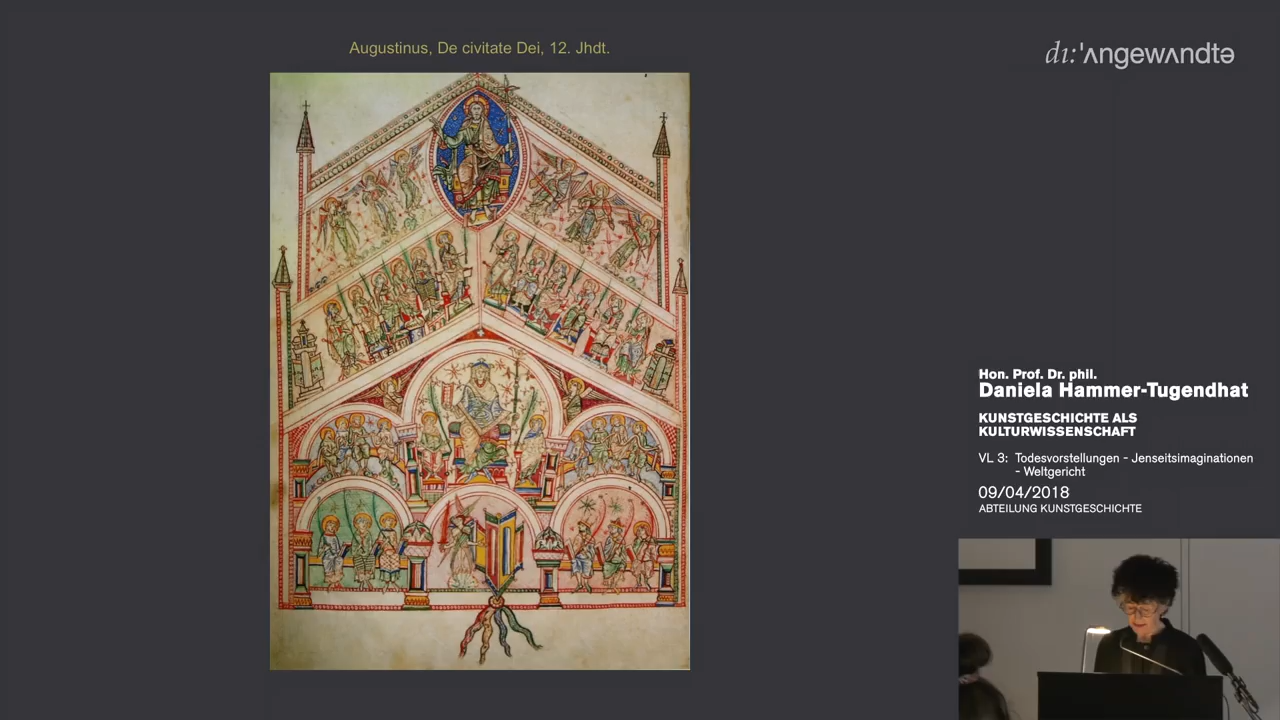 Augustinus, De civitate Dei, 12. Jhdt.
dı:'ʌngewʌndtə
Hon. Prof. Dr. phil.
Daniela Hammer-Tugendhat
KUNSTGESCHICHTE ALS
KULTURWISSENSCHAFT
VL 3: Todesvorstellungen - Jenseitsimaginationen
- Weltgericht
09/04/2018
ABTEILUNG KUNSTGESCHICHTE